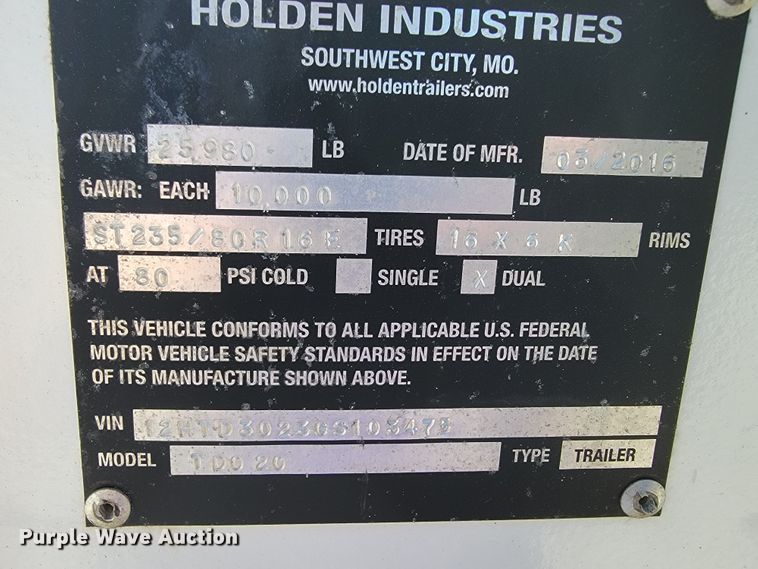 HOLDEN INDUSTRIES
SOUTHWEST CITY, MO.
www.holdentrailers.com
GVWR 25,980 LB DATE OF MFR. 03/2016
GAWR: EACH 10,000 LB
ST235/80R16E TIRES 16 X 6 K RIMS
AT 80 PSI COLD SINGLE X DUAL
THIS VEHICLE CONFORMS TO ALL APPLICABLE U.S. FEDERAL
MOTOR VEHICLE SAFETY STANDARDS IN EFFECT ON THE DATE
OF ITS MANUFACTURE SHOWN ABOVE.
VIN
MODEL TYPE TRAILER
Purple Wave Auction